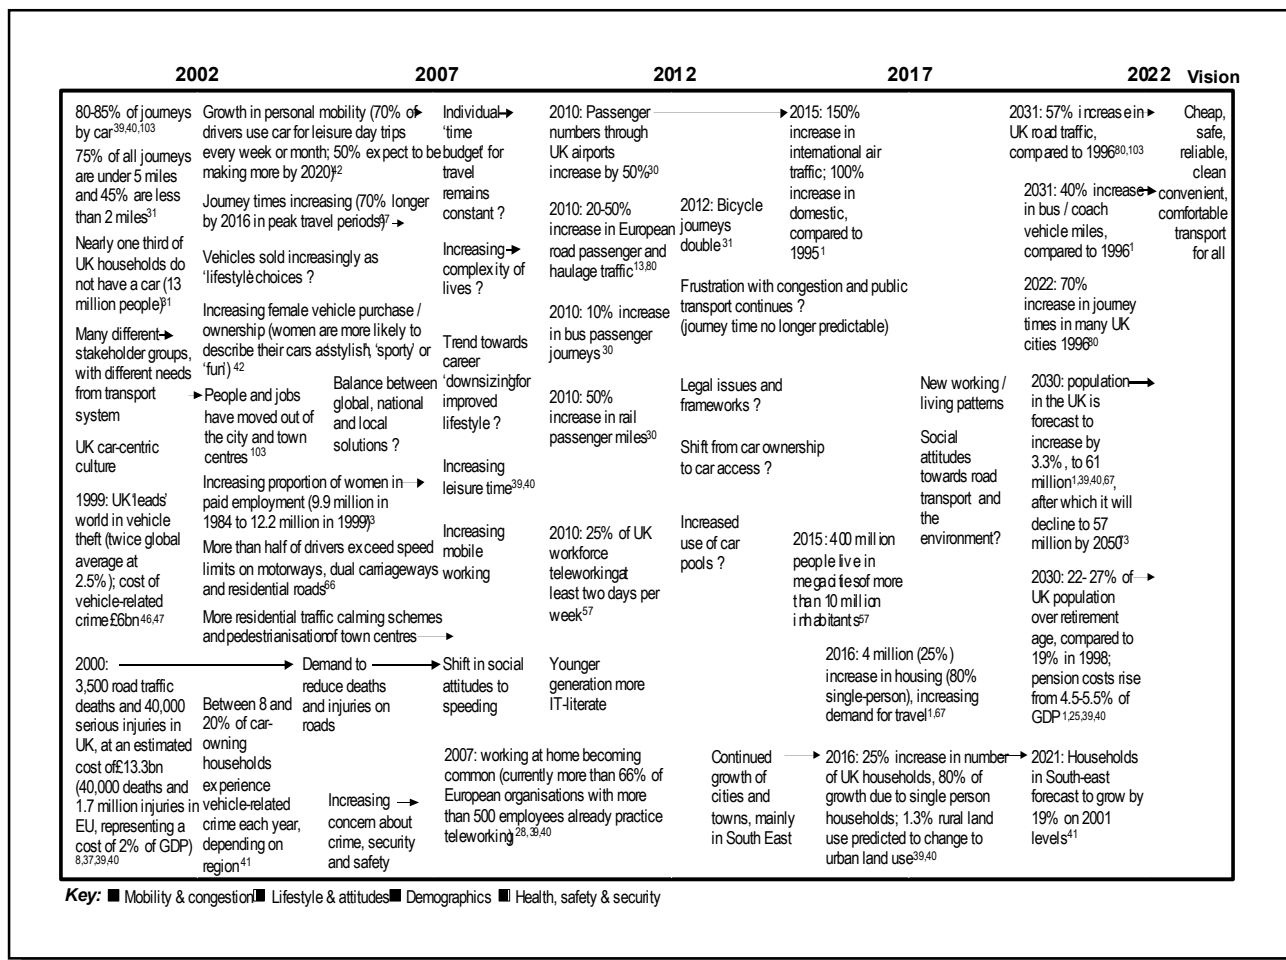 2002 2007 2012 2017 2022 Vision
80-85% of journeys
by car39,40,103
75% of all journeys
are under 5 miles
and 45% are less
than 2 miles31
Nearly one third of
UK households do
not have a car (13
million people)31
Many different
stakeholder groups,
with different needs
from transport
system
UK car-centric
culture
1999: UK 'leads'
world in vehicle
theft (twice global
average at
2.5%); cost of
vehicle-related
crime £6bn46,47
2000:
3,500 road traffic
deaths and 40,000
serious injuries in
UK, at an estimated
cost of £13.3bn
(40,000 deaths and
1.7 million injuries in
EU, representing a
cost of 2% of GDP)
8,37,39,40
Growth in personal mobility (70% of
drivers use car for leisure day trips
every week or month; 50% expect to be
making more by 2020)42
Journey times increasing (70% longer
by 2016 in peak travel periods)97
Vehicles sold increasingly as
'lifestyle' choices ?
Increasing female vehicle purchase /
ownership (women are more likely to
describe their cars as 'stylish', 'sporty' or
'fun') 42
People and jobs
have moved out of
the city and town
centres 103
Balance between
global, national
and local
solutions ?
Increasing proportion of women in
paid employment (9.9 million in
1984 to 12.2 million in 1999)73
More than half of drivers exceed speed
limits on motorways, dual carriageways
and residential roads66
More residential traffic calming schemes
and pedestrianisation of town centres
Between 8 and
20% of car-
owning
households
experience
vehicle-related
crime each year,
depending on
region41
Demand to
reduce deaths
and injuries on
roads
Increasing
concern about
crime, security
and safety
Individual
'time
budget' for
travel
remains
constant ?
Increasing
complexity of
lives ?
Trend towards
career
'downsizing' for
improved
lifestyle ?
Increasing
leisure time39,40
Increasing
mobile
working
Shift in social
attitudes to
speeding
2007: working at home becoming
common (currently more than 66% of
European organisations with more
than 500 employees already practice
teleworking) 28,39,40
2010: Passenger
numbers through
UK airports
increase by 50%30
2010: 20-50%
increase in European
road passenger and
haulage traffic13,80
2010: 10% increase
in bus passenger
journeys 30
2010: 50%
increase in rail
passenger miles30
2010: 25% of UK
workforce
teleworking at
least two days per
week57
Younger
generation more
IT-literate
2012: Bicycle
journeys
double31
Frustration with congestion and public
transport continues ?
(journey time no longer predictable)
Legal issues and
frameworks ?
Shift from car ownership
to car access ?
Increased
use of car
pools ?
Continued
growth of
cities and
towns, mainly
in South East
2015: 150%
increase in
international air
traffic; 100%
increase in
domestic,
compared to
19951
2015: 400 million
people live in
megacities of more
than 10 million
inhabitants57
2016: 4 million (25%)
increase in housing (80%
single-person), increasing
demand for travel1,67
2016: 25% increase in number
of UK households, 80% of
growth due to single person
households; 1.3% rural land
use predicted to change to
urban land use39,40
New working /
living patterns
Social
attitudes
towards road
transport and
the
environment?
2031: 57% increase in
UK road traffic,
compared to 199680,103
2031: 40% increase
in bus / coach
vehicle miles,
compared to 19961
2022: 70%
increase in journey
times in many UK
cities 199680
2030: population
in the UK is
forecast to
increase by
3.3%, to 61
million1,39,40,67,
after which it will
decline to 57
million by 205073
2030: 22-27% of
UK population
over retirement
age, compared to
19% in 1998;
pension costs rise
from 4.5-5.5% of
GDP1,25,39,40
2021: Households
in South-east
forecast to grow by
19% on 2001
levels41
Cheap,
safe,
reliable,
clean
convenient,
comfortable
transport
for all
Key: Mobility & congestion Lifestyle & attitudes Demographics Health, safety & security